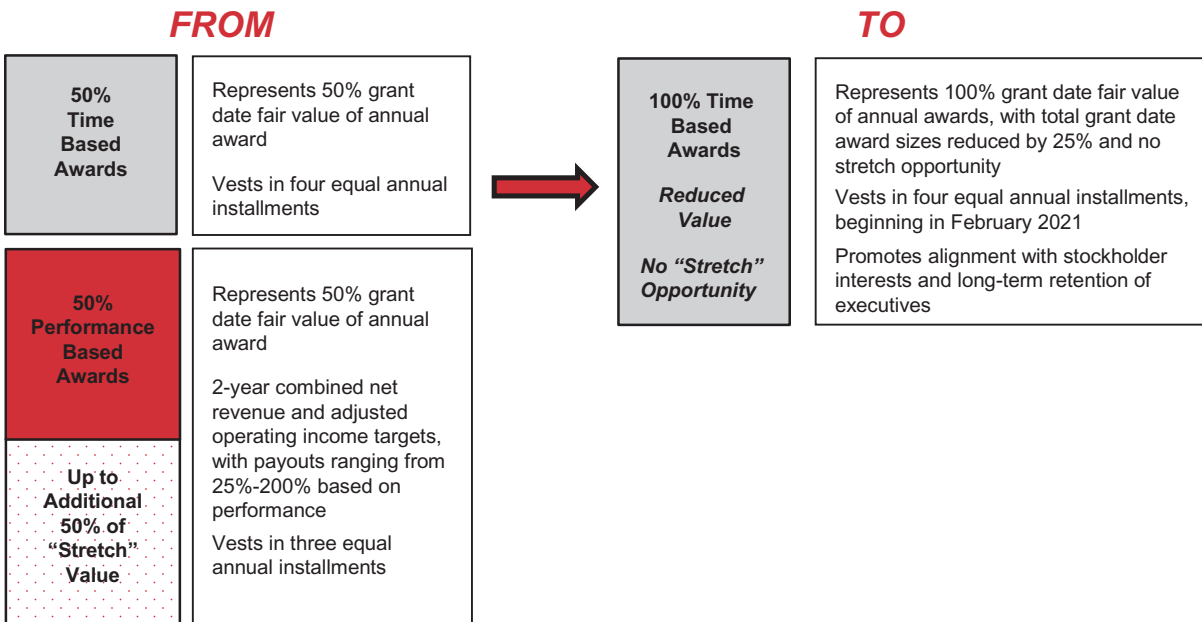 FROM
50%
Time
Based
Awards
Represents 50% grant
date fair value of annual
award
Vests in four equal annual
installments
50%
Performance
Based
Awards
Up to
Additional
50% of
“Stretch”
Value
Represents 50% grant
date fair value of annual
award
2-year combined net
revenue and adjusted
operating income targets,
with payouts ranging from
25%-200% based on
performance
Vests in three equal
annual installments
TO
100% Time
Based
Awards
Reduced
Value
No “Stretch”
Opportunity
Represents 100% grant date fair value
of annual awards, with total grant date
award sizes reduced by 25% and no
stretch opportunity
Vests in four equal annual installments,
beginning in February 2021
Promotes alignment with stockholder
interests and long-term retention of
executives